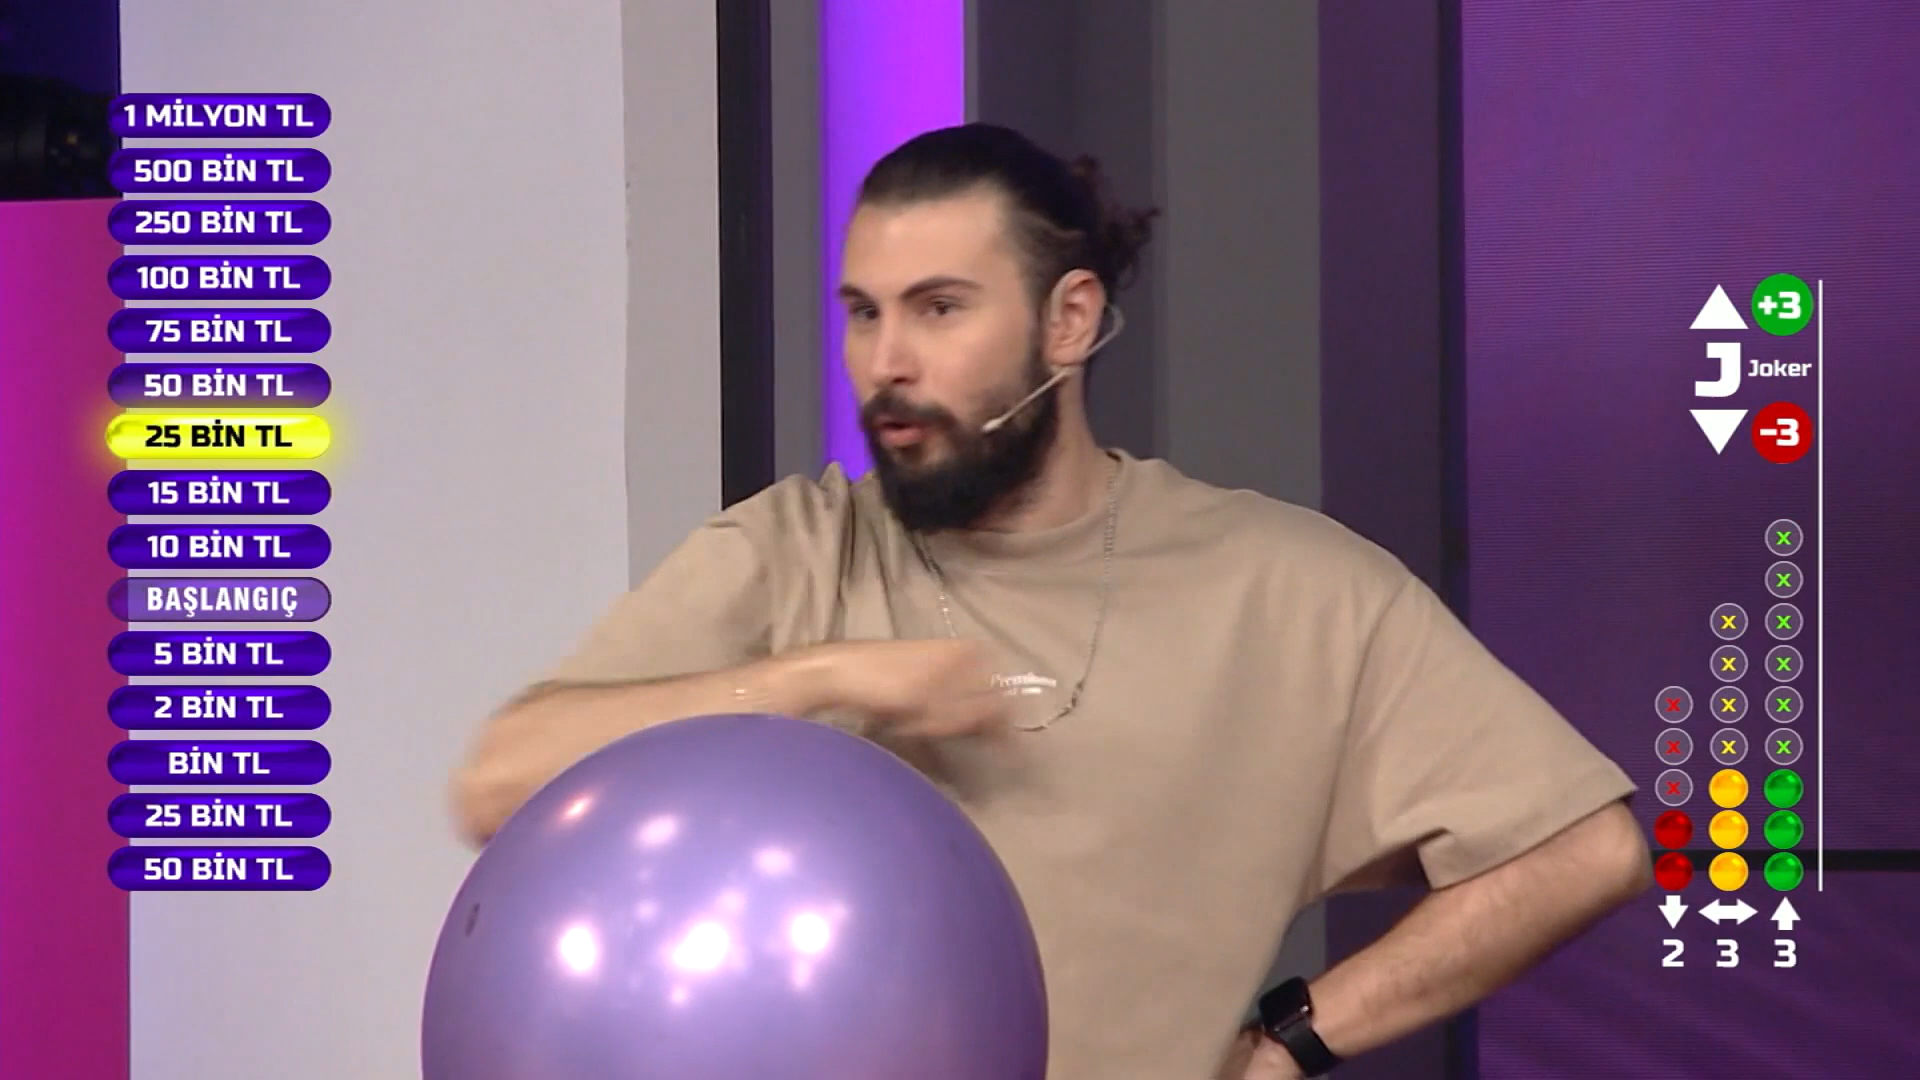 1 MİLYON TL
500 BİN TL
250 BİN TL
100 BİN TL
75 BİN TL
50 BİN TL
25 BİN TL
15 BİN TL
10 BİN TL
BAŞLANGIÇ
5 BİN TL
2 BİN TL
BİN TL
25 BİN TL
50 BİN TL
+3
J Joker
-3
x
x
x x
x x
x x x
x x x
x
2 3 3